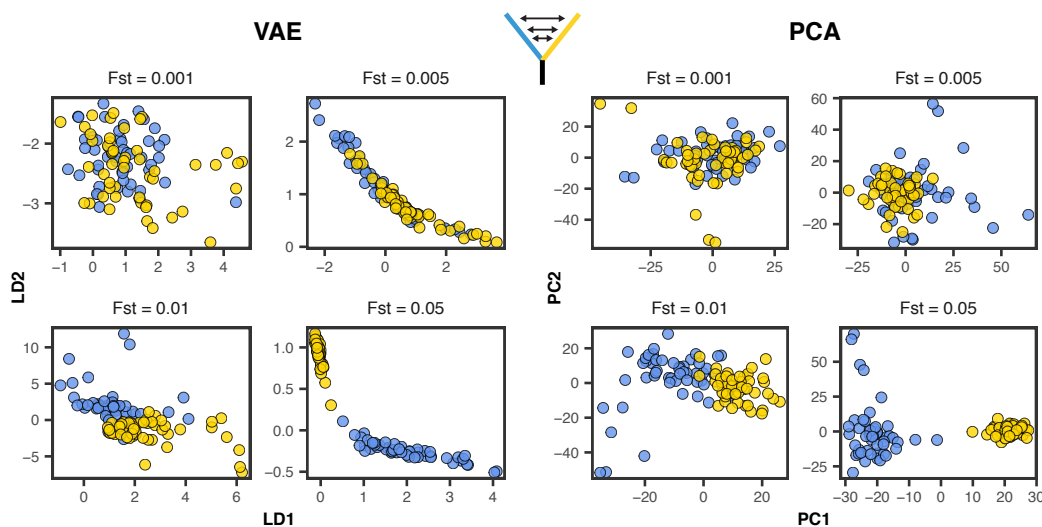 VAE
PCA
Fst = 0.001
Fst = 0.005
Fst = 0.001
Fst = 0.005
−2
−3
−1 0 1 2 3 4
2
1
0
−2 0 2
20
0
−20
−40
−25 0 25
60
40
20
0
−20
−30 0 25 50
LD2
PC2
Fst = 0.01
Fst = 0.05
Fst = 0.01
Fst = 0.05
10
5
0
−5
0 2 4 6
1.0
0.5
0.0
−0.5
0 1 2 3 4
20
0
−20
−40
−20 0 20
50
25
0
−25
−30 −20 −10 0 10 20 30
LD1
PC1